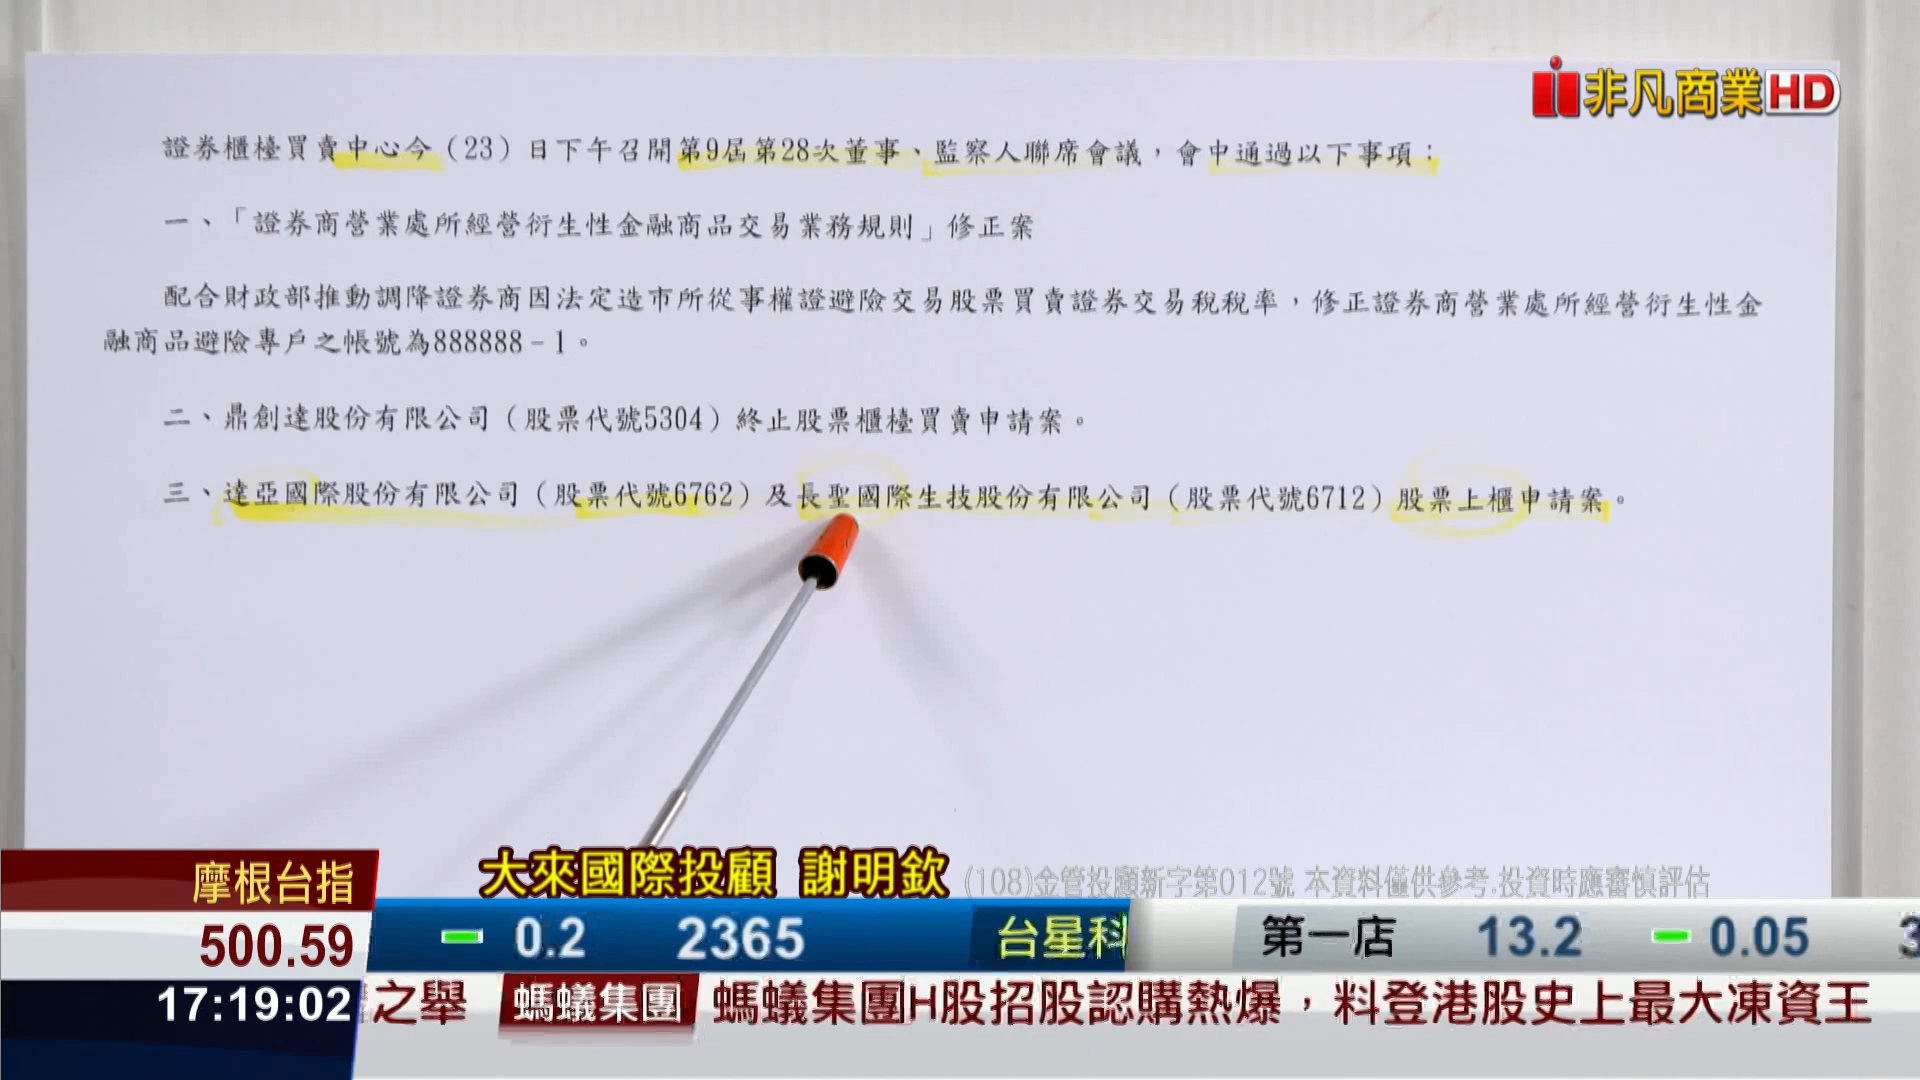 非凡商業HD
證券櫃檯買賣中心今（23）日下午召開第9屆第28次董事、監察人聯席會議，會中通過以下事項：
一、「證券商營業處所經營衍生性金融商品交易業務規則」修正案
配合財政部推動調降證券商因法定造市所從事權證避險交易股票買賣證券交易稅稅率，修正證券商營業處所經營衍生性金
融商品避險專戶之帳號為888888－1。
二、鼎創達股份有限公司（股票代號5304）終止股票櫃檯買賣申請案。
三、達亞國際股份有限公司（股票代號6762）及長聖國際生技股份有限公司（股票代號6712）股票上櫃申請案。
大來國際投顧 謝明欽
(108)金管投顧新字第012號 本資料僅供參考.投資時應審慎評估
摩根台指
500.59
0.2 2365 台星科
第一店 13.2 0.05
17:19:02
之舉 螞蟻集團 螞蟻集團H股招股認購熱爆，料登港股史上最大凍資王